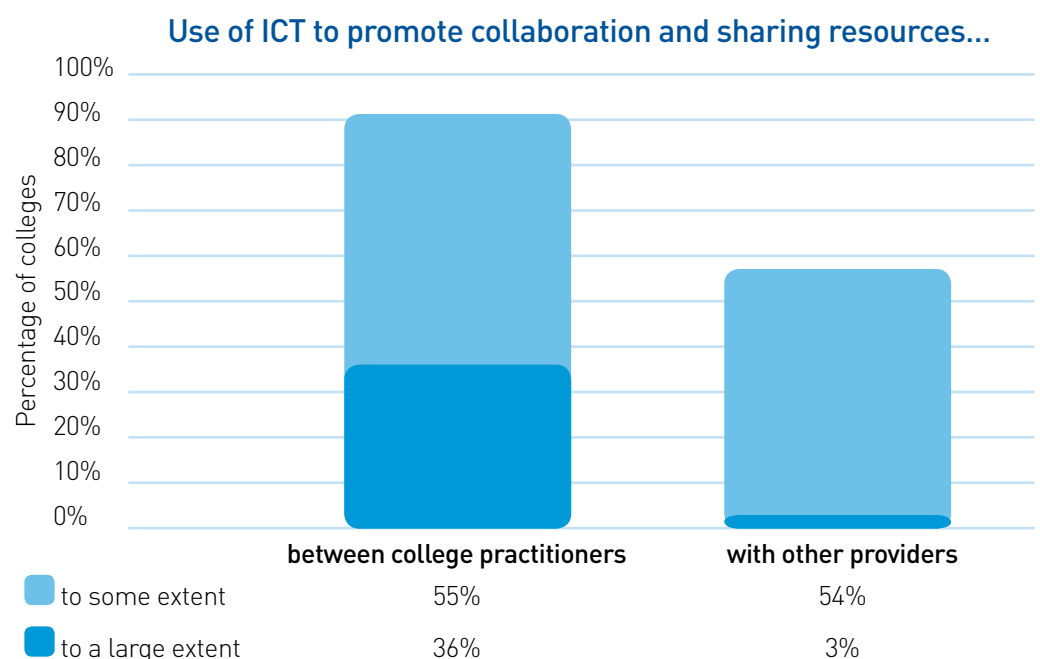 Use of ICT to promote collaboration and sharing resources...
100%
90%
80%
70%
60%
50%
40%
30%
20%
10%
0%
Percentage of colleges
between college practitioners with other providers
to some extent 55% 54%
to a large extent 36% 3%